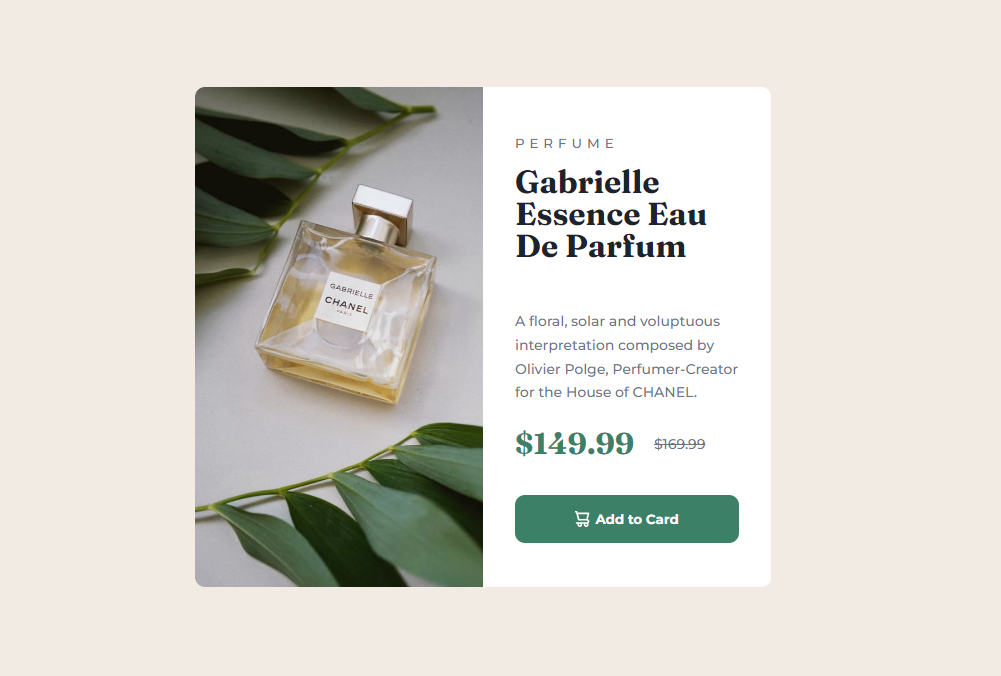 PERFUME
Gabrielle
Essence Eau
De Parfum
GABRIELLE
CHANEL
PARIS
A floral, solar and voluptuous
interpretation composed by
Olivier Polge, Perfumer-Creator
for the House of CHANEL.
$149.99 $169.99
Add to Card